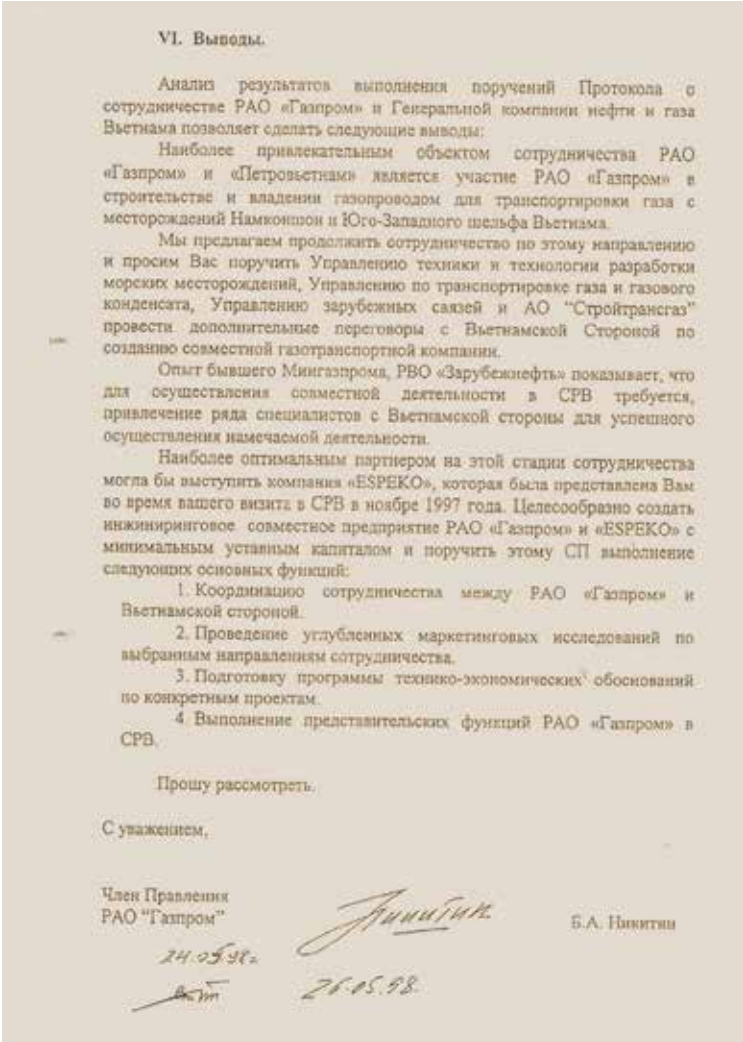 VI. Выводы.
Анализ результатов выполнения поручений Протокола о
сотрудничестве РАО «Газпром» и Генеральной компании нефти и газа
Вьетнама позволяет сделать следующие выводы:
Наиболее привлекательным объектом сотрудничества РАО
«Газпром» и «Петровьетнам» является участие РАО «Газпром» в
строительстве и владении газопроводом для транспортировки газа с
месторождений Намконшон и Юго-Западного шельфа Вьетнама.
Мы предлагаем продолжить сотрудничество по этому направлению
и просим Вас поручить Управлению техники и технологии разработки
морских месторождений, Управлению по транспортировке газа и газового
конденсата, Управлению зарубежных связей и АО “Стройтрансгаз”
провести дополнительные переговоры с Вьетнамской Стороной по
созданию совместной газотранспортной компании.
Опыт бывшего Мингазпрома, РВО «Зарубежнефть» показывает, что
для осуществления совместной деятельности в СРВ требуется,
привлечение ряда специалистов с Вьетнамской стороны для успешного
осуществления намечаемой деятельности.
Наиболее оптимальным партнером на этой стадии сотрудничества
могла бы выступить компания «ESPEKO», которая была представлена Вам
во время вашего визита в СРВ в ноябре 1997 года. Целесообразно создать
инжиниринговое совместное предприятие РАО «Газпром» и «ESPEKO» с
минимальным уставным капиталом и поручить этому СП выполнение
следующих основных функций:
1. Координацию сотрудничества между РАО «Газпром» и
Вьетнамской стороной.
2. Проведение углубленных маркетинговых исследований по
выбранным направлениям сотрудничества.
3. Подготовку программы технико-экономических обоснований
по конкретным проектам.
4. Выполнение представительских функций РАО «Газпром» в
СРВ.
Прошу рассмотреть.
С уважением,
Член Правления
РАО “Газпром”
Никитин
Б.А. Никитин
24.05.98г
26.05.98.